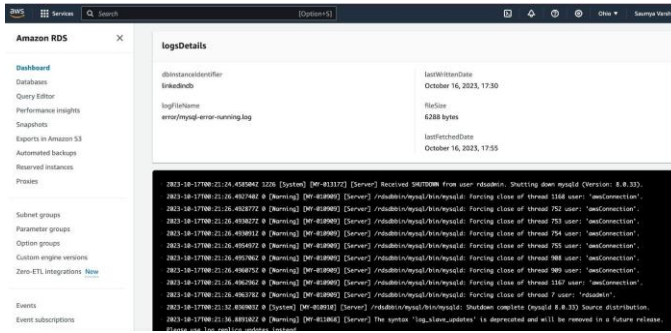 aws
Services
Search
[Option+S]
Ohio
Saumya Varsh
Amazon RDS
Dashboard
Databases
Query Editor
Performance insights
Snapshots
Exports in Amazon S3
Automated backups
Reserved instances
Proxies
Subnet groups
Parameter groups
Option groups
Custom engine versions
Zero-ETL integrations New
Events
Event subscriptions
logsDetails
dbInstanceIdentifier
linkedindb
logFileName
error/mysql-error-running.log
lastWrittenDate
October 16, 2023, 17:30
fileSize
6288 bytes
lastFetchedDate
October 16, 2023, 17:55
2023-10-17T00:21:24.458504Z 1226 [System] [MY-013172] [Server] Received SHUTDOWN from user rdsadmin. Shutting down mysqld (Version: 8.0.33).
2023-10-17T00:21:26.492740Z 0 [Warning] [MY-010909] [Server] /rdsdbbin/mysql/bin/mysqld: Forcing close of thread 1168 user: 'awsConnection'.
2023-10-17T00:21:26.492877Z 0 [Warning] [MY-010909] [Server] /rdsdbbin/mysql/bin/mysqld: Forcing close of thread 752 user: 'awsConnection'.
2023-10-17T00:21:26.493027Z 0 [Warning] [MY-010909] [Server] /rdsdbbin/mysql/bin/mysqld: Forcing close of thread 753 user: 'awsConnection'.
2023-10-17T00:21:26.493091Z 0 [Warning] [MY-010909] [Server] /rdsdbbin/mysql/bin/mysqld: Forcing close of thread 754 user: 'awsConnection'.
2023-10-17T00:21:26.495497Z 0 [Warning] [MY-010909] [Server] /rdsdbbin/mysql/bin/mysqld: Forcing close of thread 755 user: 'awsConnection'.
2023-10-17T00:21:26.495706Z 0 [Warning] [MY-010909] [Server] /rdsdbbin/mysql/bin/mysqld: Forcing close of thread 908 user: 'awsConnection'.
2023-10-17T00:21:26.496075Z 0 [Warning] [MY-010909] [Server] /rdsdbbin/mysql/bin/mysqld: Forcing close of thread 909 user: 'awsConnection'.
2023-10-17T00:21:26.496296Z 0 [Warning] [MY-010909] [Server] /rdsdbbin/mysql/bin/mysqld: Forcing close of thread 1167 user: 'awsConnection'.
2023-10-17T00:21:26.496378Z 0 [Warning] [MY-010909] [Server] /rdsdbbin/mysql/bin/mysqld: Forcing close of thread 7 user: 'rdsadmin'.
2023-10-17T00:21:32.036903Z 0 [System] [MY-010910] [Server] /rdsdbbin/mysql/bin/mysqld: Shutdown complete (mysqld 8.0.33) Source distribution.
2023-10-17T00:21:36.889102Z 0 [Warning] [MY-011068] [Server] The syntax 'log_slave_updates' is deprecated and will be removed in a future release.
Please use log_replica_updates instead.